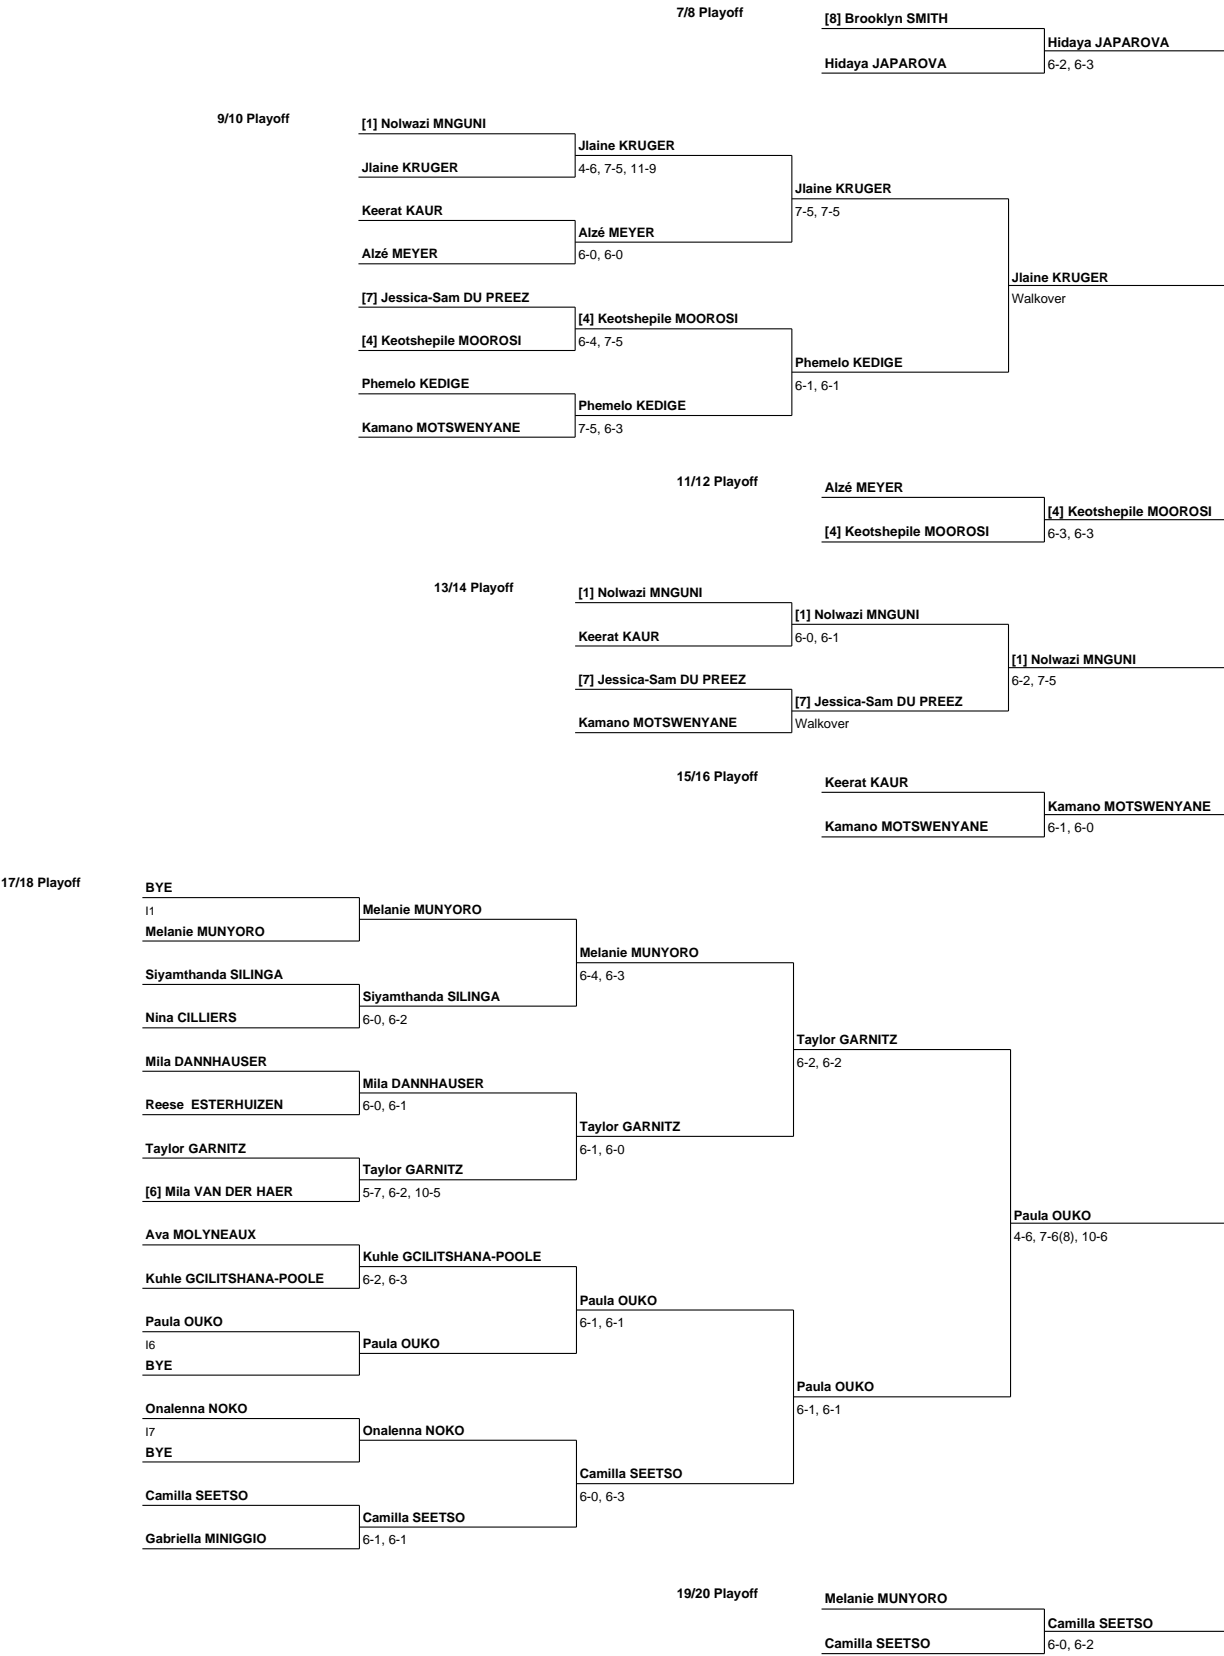 7/8 Playoff
[8] Brooklyn SMITH
Hidaya JAPAROVA
Hidaya JAPAROVA
6-2, 6-3
9/10 Playoff
[1] Nolwazi MNGUNI
Jlaine KRUGER
Jlaine KRUGER
4-6, 7-5, 11-9
Jlaine KRUGER
7-5, 7-5
Keerat KAUR
Alzé MEYER
Alzé MEYER
6-0, 6-0
Jlaine KRUGER
Walkover
[7] Jessica-Sam DU PREEZ
[4] Keotshepile MOOROSI
[4] Keotshepile MOOROSI
6-4, 7-5
Phemelo KEDIGE
6-1, 6-1
Phemelo KEDIGE
Phemelo KEDIGE
Kamano MOTSWENYANE
7-5, 6-3
11/12 Playoff
Alzé MEYER
[4] Keotshepile MOOROSI
[4] Keotshepile MOOROSI
6-3, 6-3
13/14 Playoff
[1] Nolwazi MNGUNI
[1] Nolwazi MNGUNI
Keerat KAUR
6-0, 6-1
[1] Nolwazi MNGUNI
6-2, 7-5
[7] Jessica-Sam DU PREEZ
[7] Jessica-Sam DU PREEZ
Kamano MOTSWENYANE
Walkover
15/16 Playoff
Keerat KAUR
Kamano MOTSWENYANE
Kamano MOTSWENYANE
6-1, 6-0
17/18 Playoff
BYE
I1
Melanie MUNYORO
Melanie MUNYORO
Melanie MUNYORO
6-4, 6-3
Siyamthanda SILINGA
Siyamthanda SILINGA
Nina CILLIERS
6-0, 6-2
Taylor GARNITZ
6-2, 6-2
Mila DANNHAUSER
Mila DANNHAUSER
Reese  ESTERHUIZEN
6-0, 6-1
Taylor GARNITZ
6-1, 6-0
Taylor GARNITZ
Taylor GARNITZ
[6] Mila VAN DER HAER
5-7, 6-2, 10-5
Paula OUKO
4-6, 7-6(8), 10-6
Ava MOLYNEAUX
Kuhle GCILITSHANA-POOLE
Kuhle GCILITSHANA-POOLE
6-2, 6-3
Paula OUKO
6-1, 6-1
Paula OUKO
I6
Paula OUKO
BYE
Paula OUKO
6-1, 6-1
Onalenna NOKO
I7
Onalenna NOKO
BYE
Camilla SEETSO
6-0, 6-3
Camilla SEETSO
Camilla SEETSO
Gabriella MINIGGIO
6-1, 6-1
19/20 Playoff
Melanie MUNYORO
Camilla SEETSO
Camilla SEETSO
6-0, 6-2